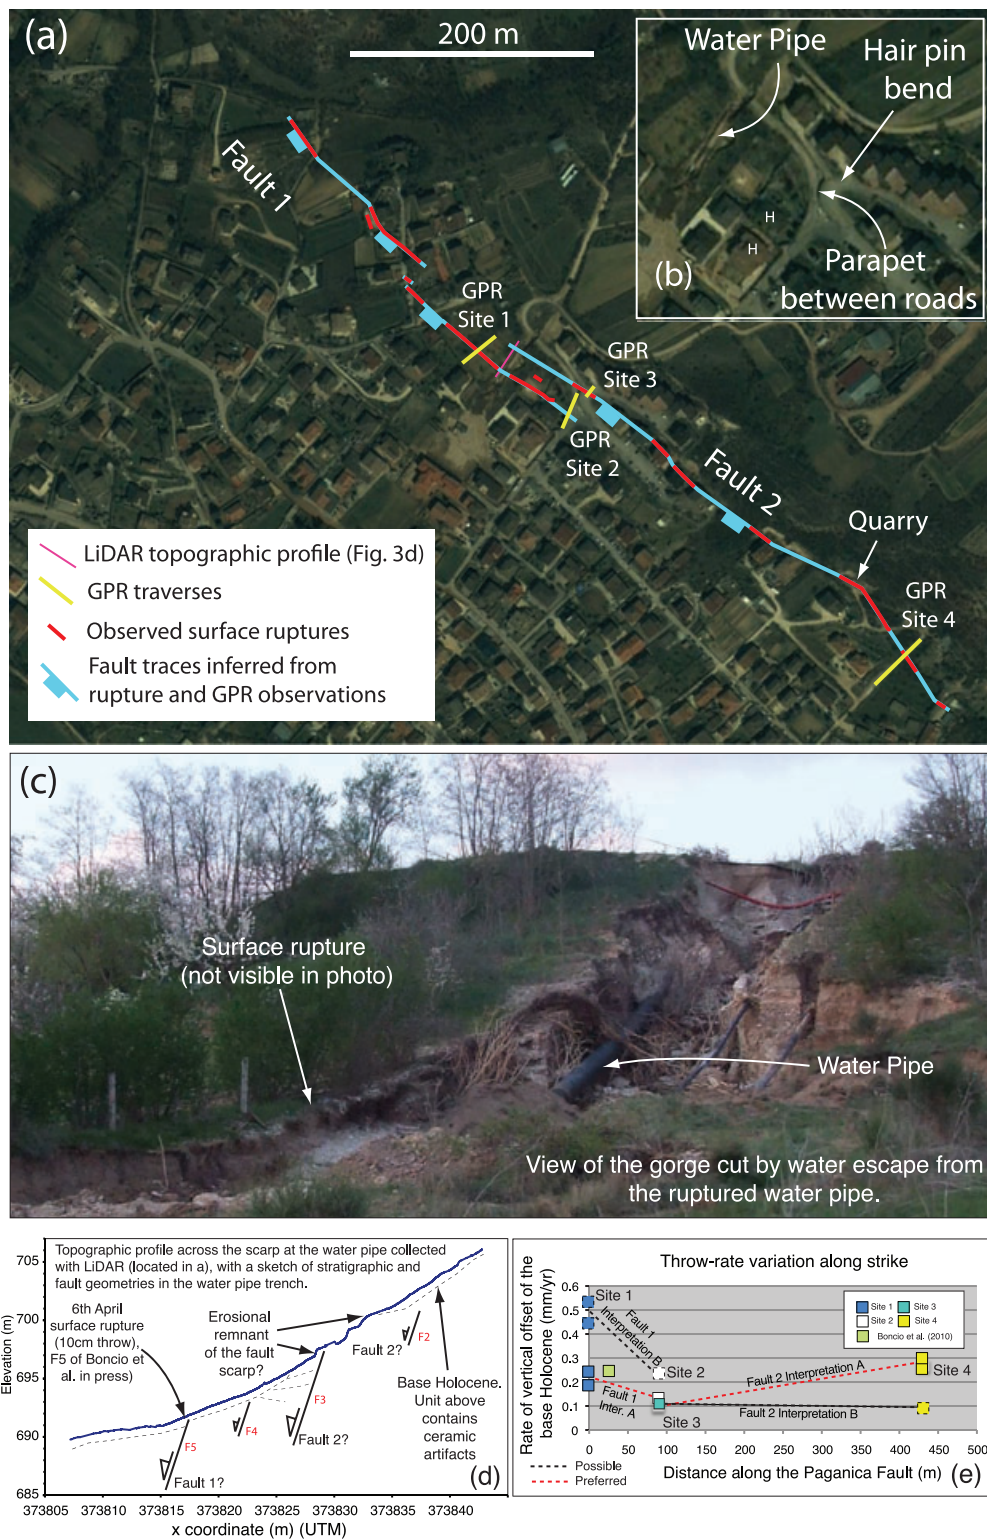 (a)
200 m
Fault 1
GPR
Site 1
GPR
Site 3
GPR
Site 2
Fault 2
Quarry
GPR
Site 4
LiDAR topographic profile (Fig. 3d)
GPR traverses
Observed surface ruptures
Fault traces inferred from
rupture and GPR observations
Water Pipe
Hair pin
bend
H
H
(b)
Parapet
between roads
(c)
Surface rupture
(not visible in photo)
Water Pipe
View of the gorge cut by water escape from
the ruptured water pipe.
Topographic profile across the scarp at the water pipe collected
with LiDAR (located in a), with a sketch of stratigraphic and
fault geometries in the water pipe trench.
6th April
surface rupture
(10cm throw),
F5 of Boncio et
al. in press)
Erosional
remnant
of the fault
scarp?
F2
Fault 2?
Base Holocene.
Unit above
contains
ceramic
artifacts
F3
F4
Fault 2?
F5
Fault 1?
(d)
Elevation (m)
705
700
695
690
685
373805 373810 373815 373820 373825 373830 373835 373840
x coordinate (m) (UTM)
Throw-rate variation along strike
Rate of vertical offset of the
base Holocene (mm/yr)
0.6
0.5
0.4
0.3
0.2
0.1
0
Site 1
Fault 1
Interpretation B
Site 2
Fault 1
Inter. A
Site 3
Fault 2 Interpretation A
Fault 2 Interpretation B
Site 4
Site 1
Site 3
Site 2
Site 4
Boncio et al. (2010)
0 50 100 150 200 250 300 350 400 450 500
Possible
Preferred
Distance along the Paganica Fault (m)
(e)